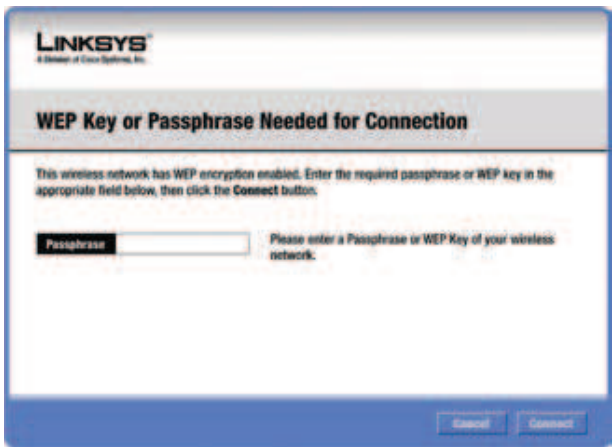 LINKSYS®
A Division of Cisco Systems, Inc.
WEP Key or Passphrase Needed for Connection
This wireless network has WEP encryption enabled. Enter the required passphrase or WEP key in the
appropriate field below, then click the Connect button.
Passphrase
Please enter a Passphrase or WEP Key of your wireless
network.
Cancel
Connect